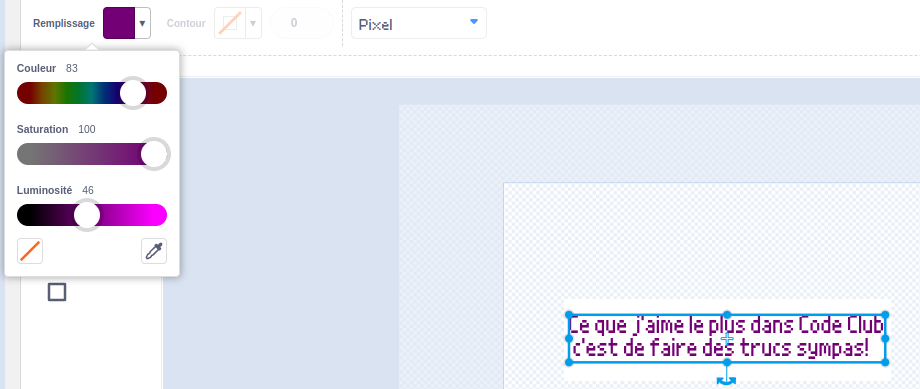 Remplissage Contour 0 Pixel
Couleur 83
Saturation 100
Luminosité 46
Ce que j'aime le plus dans Code Club
c'est de faire des trucs sympas!